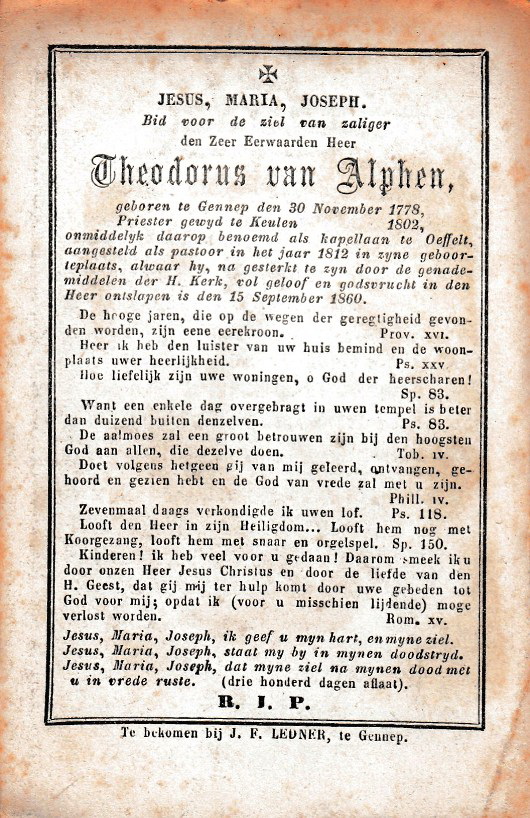 JESUS, MARIA, JOSEPH.
Bid voor de ziel van zaliger
den Zeer Eerwaarden Heer
Theodorus van Alphen,
geboren te Gennep den 30 November 1778,
Priester gewyd te Keulen 1802,
onmiddelyk daarop benoemd als kapellaan te Oeffelt,
aangesteld als pastoor in het jaar 1812 in zyne geboor-
teplaats, alwaar hy, na gesterkt te zyn door de genade-
middelen der H. Kerk, vol geloof en godsvrucht in den
Heer ontslapen is den 15 September 1860.
De hooge jaren, die op de wegen der geregtigheid gevon-
den worden, zijn eene eerekroon. Prov. XVI.
Heer ik heb den luister van uw huis bemind en de woon-
plaats uwer heerlijkheid. Ps. XXV
Hoe liefelijk zijn uwe woningen, o God der heerscharen!
Sp. 83.
Want een enkele dag overgebragt in uwen tempel is beter
dan duizend buiten denzelven. Ps. 83.
De aalmoes zal een groot betrouwen zijn bij den hoogsten
God aan allen, die dezelve doen. Tob. IV.
Doet volgens hetgeen gij van mij geleerd, ontvangen, ge-
hoord en gezien hebt en de God van vrede zal met u zijn.
Phill. IV.
Zevenmaal daags verkondigde ik uwen lof. Ps. 118.
Looft den Heer in zijn Heiligdom... Looft hem nog met
Koorgezang, looft hem met snaar en orgelspel. Sp. 150.
Kinderen! ik heb veel voor u gedaan! Daarom smeek ik u
door onzen Heer Jesus Christus en door de liefde van den
H. Geest, dat gij mij ter hulp komt door uwe gebeden tot
God voor mij; opdat ik (voor u misschien lijdende) moge
verlost worden. Rom. XV.
Jesus, Maria, Joseph, ik geef u myn hart, en myne ziel.
Jesus, Maria, Joseph, staat my by in mynen doodstryd.
Jesus, Maria, Joseph, dat myne ziel na mynen dood met
u in vrede ruste. (drie honderd dagen aflaat).
R. I. P.
Te bekomen bij J. F. LEDNER, te Gennep.